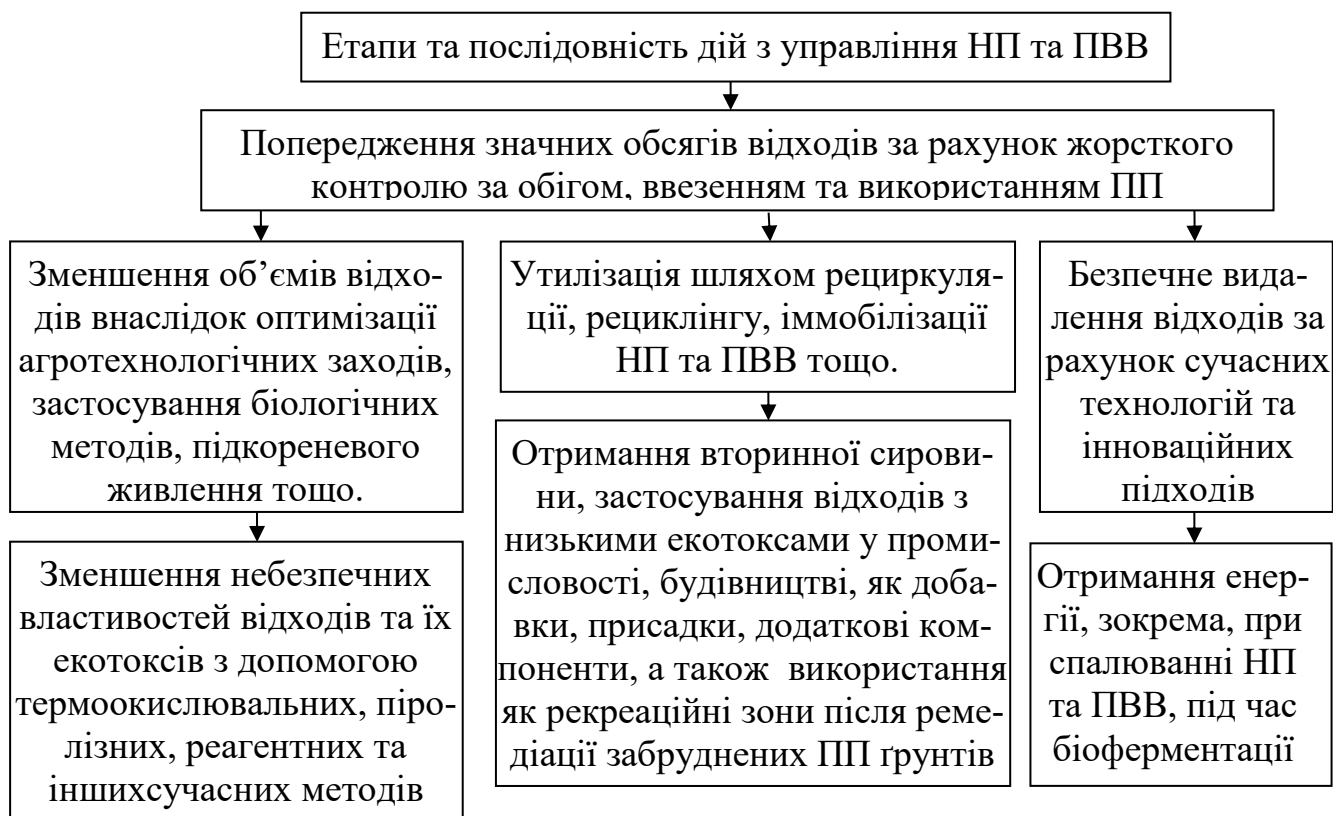 Етапи та послідовність дій з управління НП та ПВВ
Попередження значних обсягів відходів за рахунок жорсткого
контролю за обігом, ввезенням та використанням ПП
Зменшення об’ємів відхо-
дів внаслідок оптимізації
агротехнологічних заходів,
застосування біологічних
методів, підкореневого
живлення тощо.
Зменшення небезпечних
властивостей відходів та їх
екотоксів з допомогою
термоокислювальних, піро-
лізних, реагентних та
іншихсучасних методів
Утилізація шляхом рециркуля-
ції, рециклінгу, іммобілізації
НП та ПВВ тощо.
Отримання вторинної сирови-
ни, застосування відходів з
низькими екотоксами у проми-
словості, будівництві, як доба-
вки, присадки, додаткові ком-
поненти, а також використання
як рекреаційні зони після реме-
діації забруднених ПП ґрунтів
Безпечне вида-
лення відходів за
рахунок сучасних
технологій та
інноваційних
підходів
Отримання енер-
гії, зокрема, при
спалюванні НП
та ПВВ, під час
біоферментації